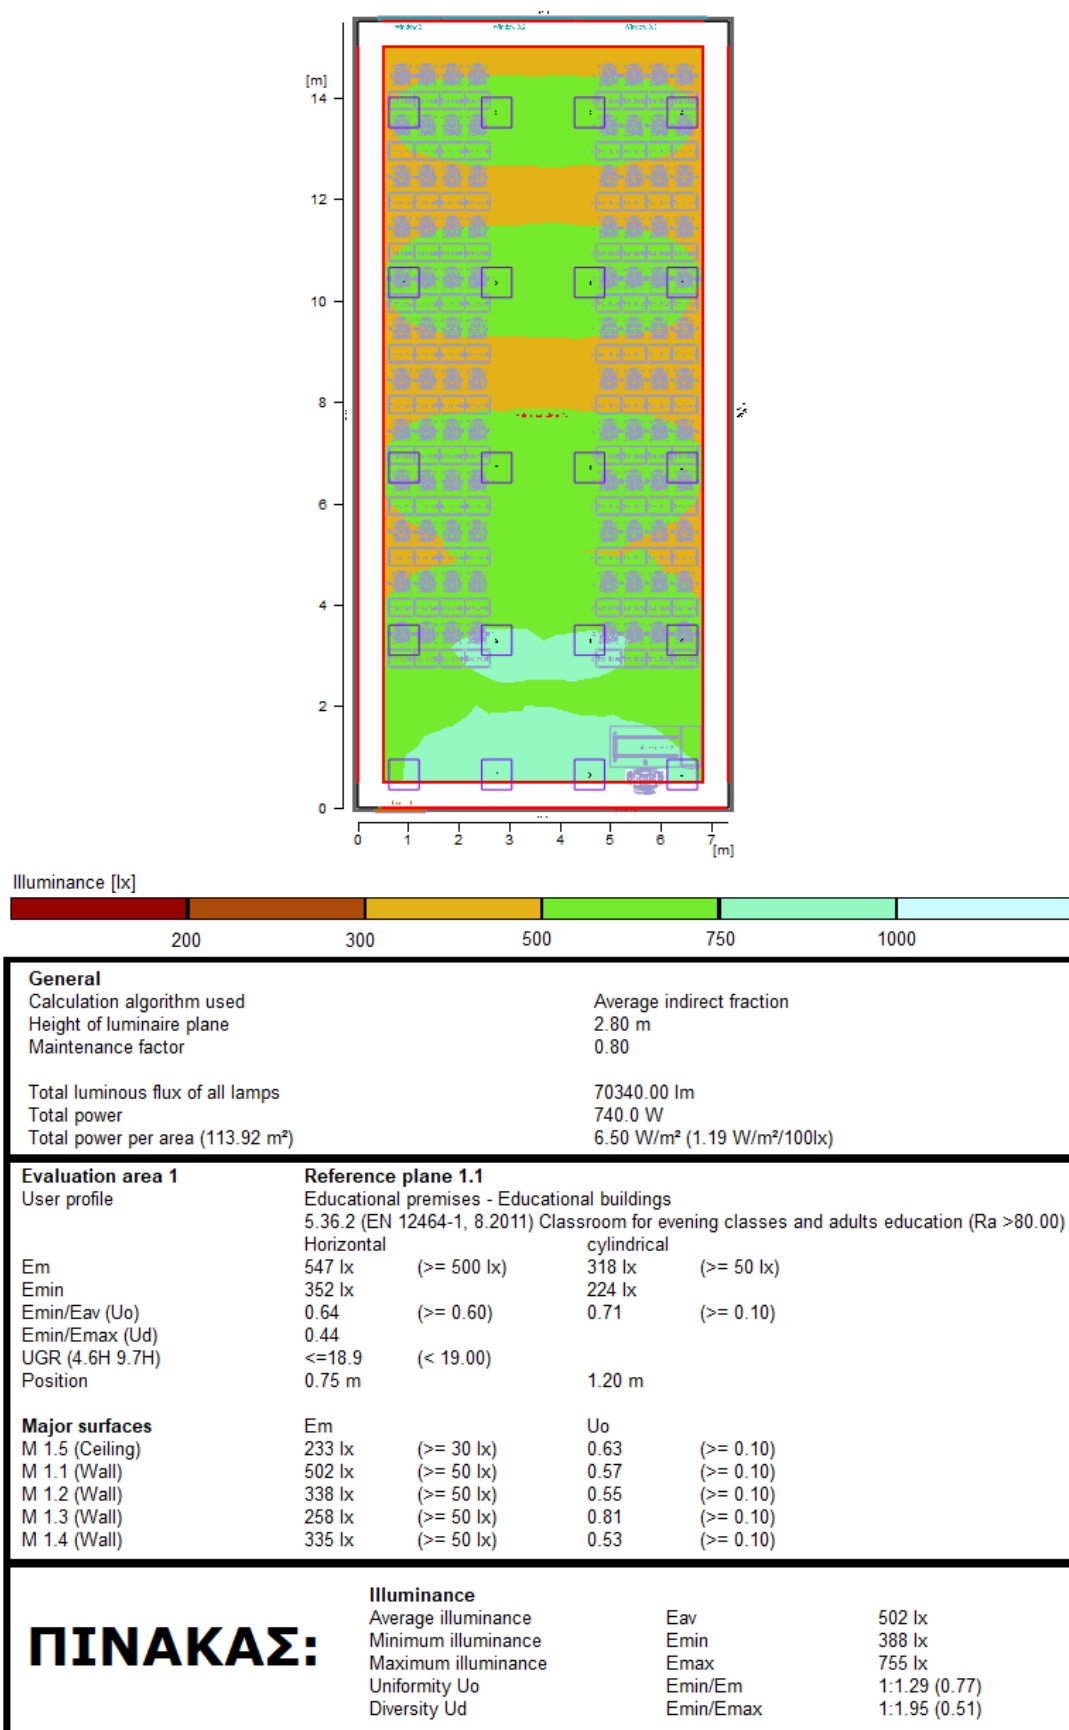 [m]
14
12
10
8
6
4
2
0
0 1 2 3 4 5 6 7
[m]
Illuminance [lx]
200 300 500 750 1000
General
Calculation algorithm used Average indirect fraction
Height of luminaire plane 2.80 m
Maintenance factor 0.80
Total luminous flux of all lamps 70340.00 lm
Total power 740.0 W
Total power per area (113.92 m²) 6.50 W/m² (1.19 W/m²/100lx)
Evaluation area 1 Reference plane 1.1
User profile Educational premises - Educational buildings
5.36.2 (EN 12464-1, 8.2011) Classroom for evening classes and adults education (Ra >80.00)
Horizontal cylindrical
Em 547 lx (>= 500 lx) 318 lx (>= 50 lx)
Emin 352 lx 224 lx
Emin/Eav (Uo) 0.64 (>= 0.60) 0.71 (>= 0.10)
Emin/Emax (Ud) 0.44
UGR (4.6H 9.7H) <=18.9 (< 19.00)
Position 0.75 m 1.20 m
Major surfaces Em Uo
M 1.5 (Ceiling) 233 lx (>= 30 lx) 0.63 (>= 0.10)
M 1.1 (Wall) 502 lx (>= 50 lx) 0.57 (>= 0.10)
M 1.2 (Wall) 338 lx (>= 50 lx) 0.55 (>= 0.10)
M 1.3 (Wall) 258 lx (>= 50 lx) 0.81 (>= 0.10)
M 1.4 (Wall) 335 lx (>= 50 lx) 0.53 (>= 0.10)
ΠΙΝΑΚΑΣ:
Illuminance
Average illuminance Eav 502 lx
Minimum illuminance Emin 388 lx
Maximum illuminance Emax 755 lx
Uniformity Uo Emin/Em 1:1.29 (0.77)
Diversity Ud Emin/Emax 1:1.95 (0.51)